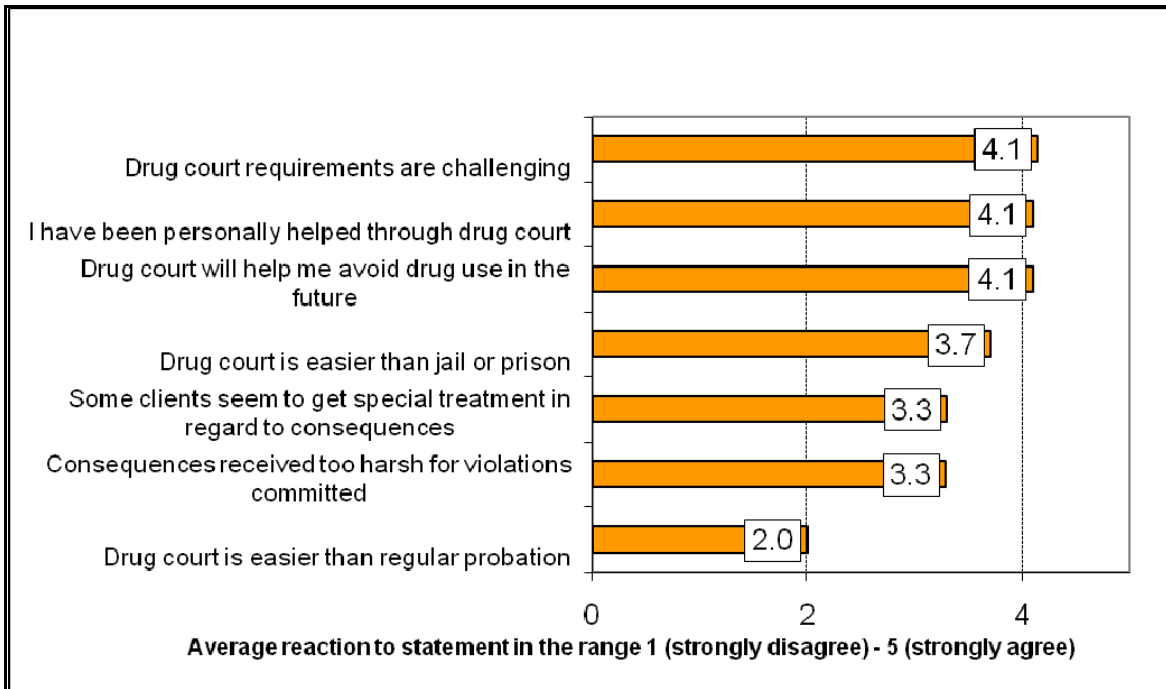 Drug court requirements are challenging
4.1
I have been personally helped through drug court
4.1
Drug court will help me avoid drug use in the
future
4.1
Drug court is easier than jail or prison
3.7
Some clients seem to get special treatment in
regard to consequences
3.3
Consequences received too harsh for violations
committed
3.3
Drug court is easier than regular probation
2.0
0 2 4
Average reaction to statement in the range 1 (strongly disagree) - 5 (strongly agree)